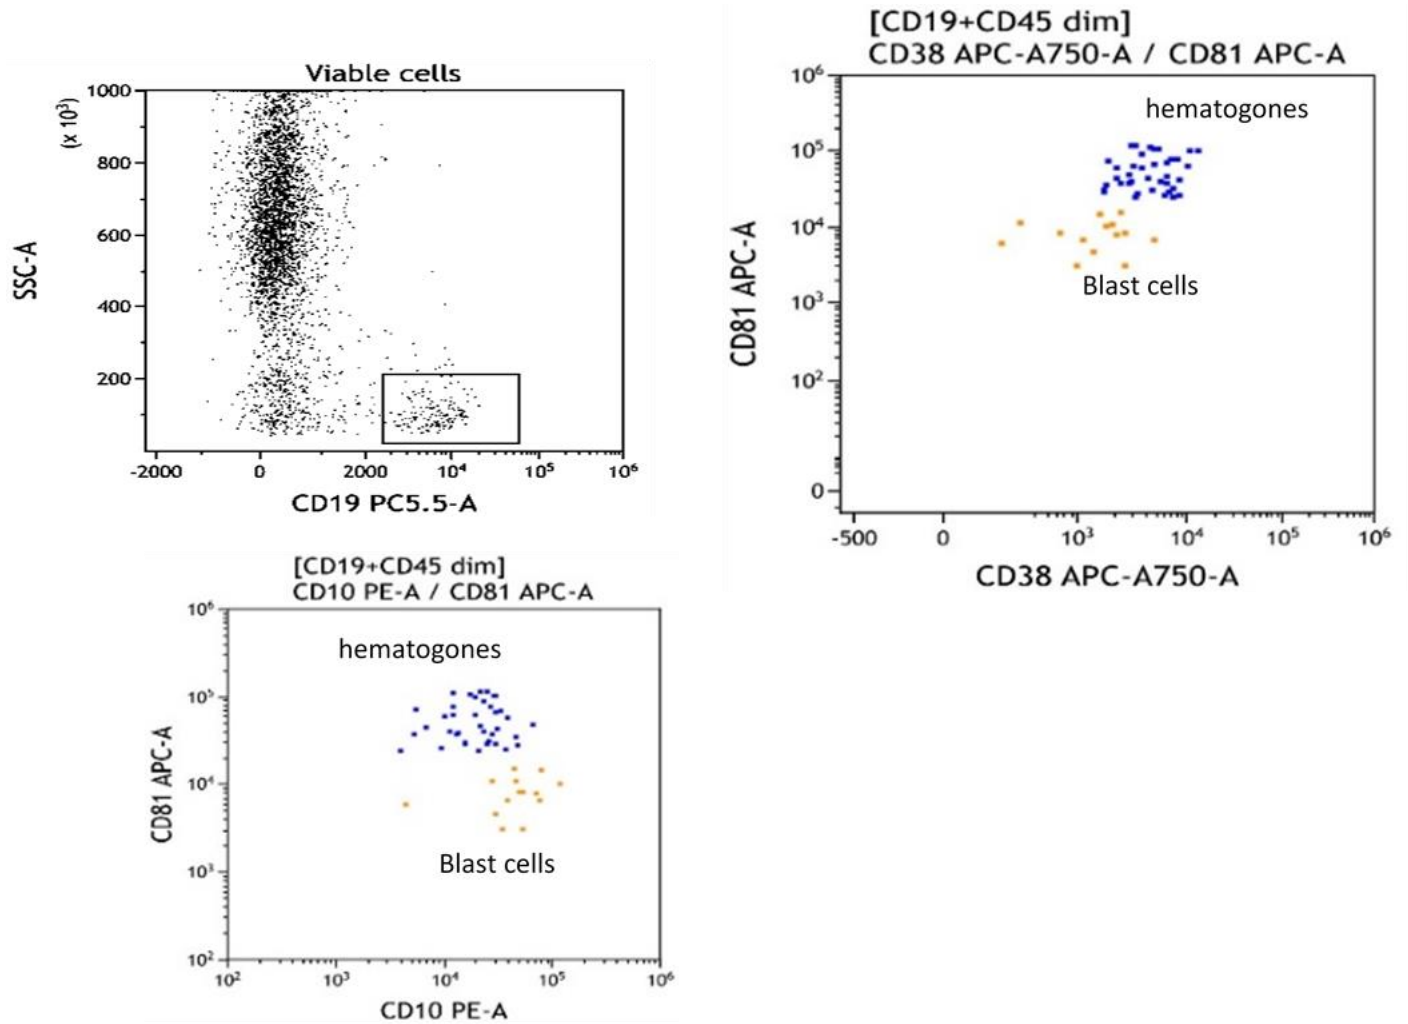 Viable cells
(x 10³)
1000
800
600
400
200
SSC-A
-2000 0 2000 10⁴ 10⁵ 10⁶
CD19 PC5.5-A
[CD19+CD45 dim]
CD38 APC-A750-A / CD81 APC-A
10⁶
hematogones
10⁵
10⁴
Blast cells
10³
10²
0
CD81 APC-A
-500 0 10³ 10⁴ 10⁵ 10⁶
CD38 APC-A750-A
[CD19+CD45 dim]
CD10 PE-A / CD81 APC-A
10⁶
hematogones
10⁵
10⁴
Blast cells
10³
10²
CD81 APC-A
10² 10³ 10⁴ 10⁵ 10⁶
CD10 PE-A